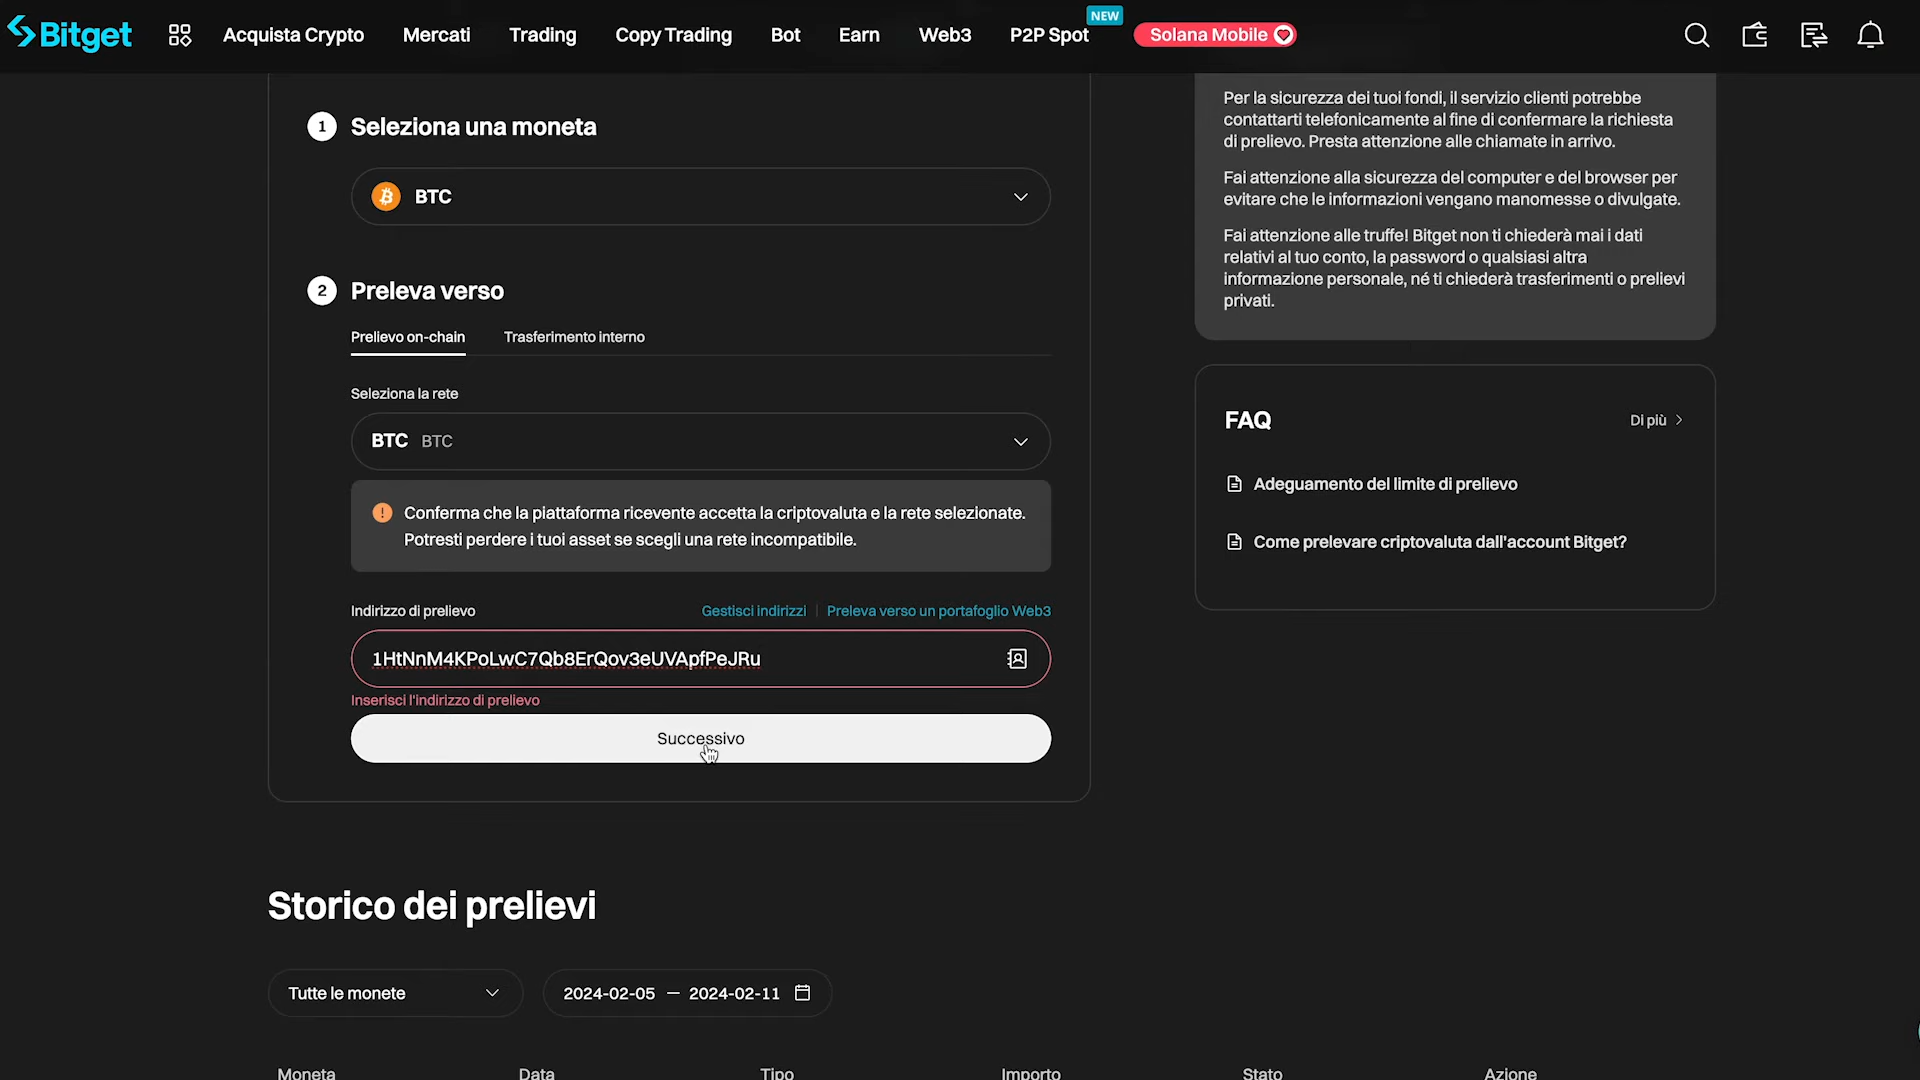 Bitget
Acquista Crypto
Mercati
Trading
Copy Trading
Bot
Earn
Web3
P2P Spot
NEW
Solana Mobile
1 Seleziona una moneta
BTC
2 Preleva verso
Prelievo on-chain
Trasferimento interno
Seleziona la rete
BTC BTC
! Conferma che la piattaforma ricevente accetta la criptovaluta e la rete selezionate.
Potresti perdere i tuoi asset se scegli una rete incompatibile.
Indirizzo di prelievo
Gestisci indirizzi | Preleva verso un portafoglio Web3
1HtNnM4KPoLwC7Qb8ErQov3eUVApfPeJRu
Inserisci l'indirizzo di prelievo
Successivo
Per la sicurezza dei tuoi fondi, il servizio clienti potrebbe
contattarti telefonicamente al fine di confermare la richiesta
di prelievo. Presta attenzione alle chiamate in arrivo.
Fai attenzione alla sicurezza del computer e del browser per
evitare che le informazioni vengano manomesse o divulgate.
Fai attenzione alle truffe! Bitget non ti chiederà mai i dati
relativi al tuo conto, la password o qualsiasi altra
informazione personale, né ti chiederà trasferimenti o prelievi
privati.
FAQ
Di più >
Adeguamento del limite di prelievo
Come prelevare criptovaluta dall'account Bitget?
Storico dei prelievi
Tutte le monete
2024-02-05 — 2024-02-11
Moneta
Data
Tipo
Importo
Stato
Azione